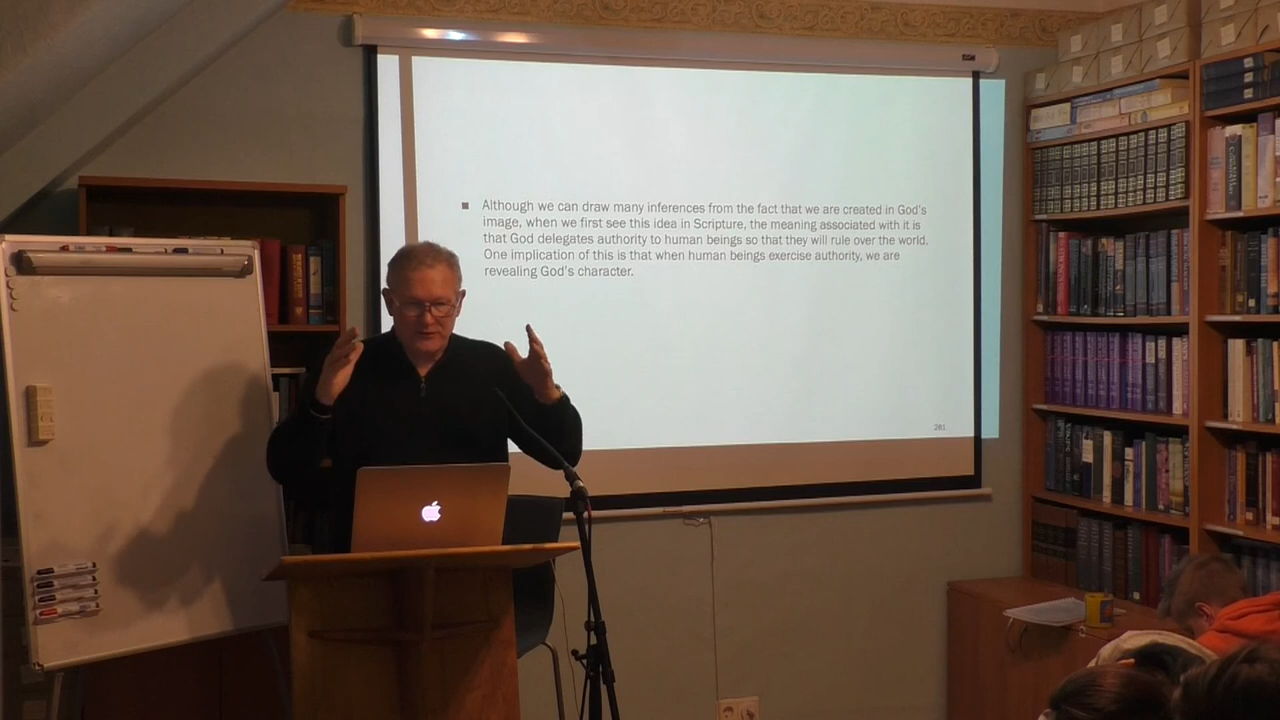 ■ Although we can draw many inferences from the fact that we are created in God's
image, when we first see this idea in Scripture, the meaning associated with it is
that God delegates authority to human beings so that they will rule over the world.
One implication of this is that when human beings exercise authority, we are
revealing God's character.
281